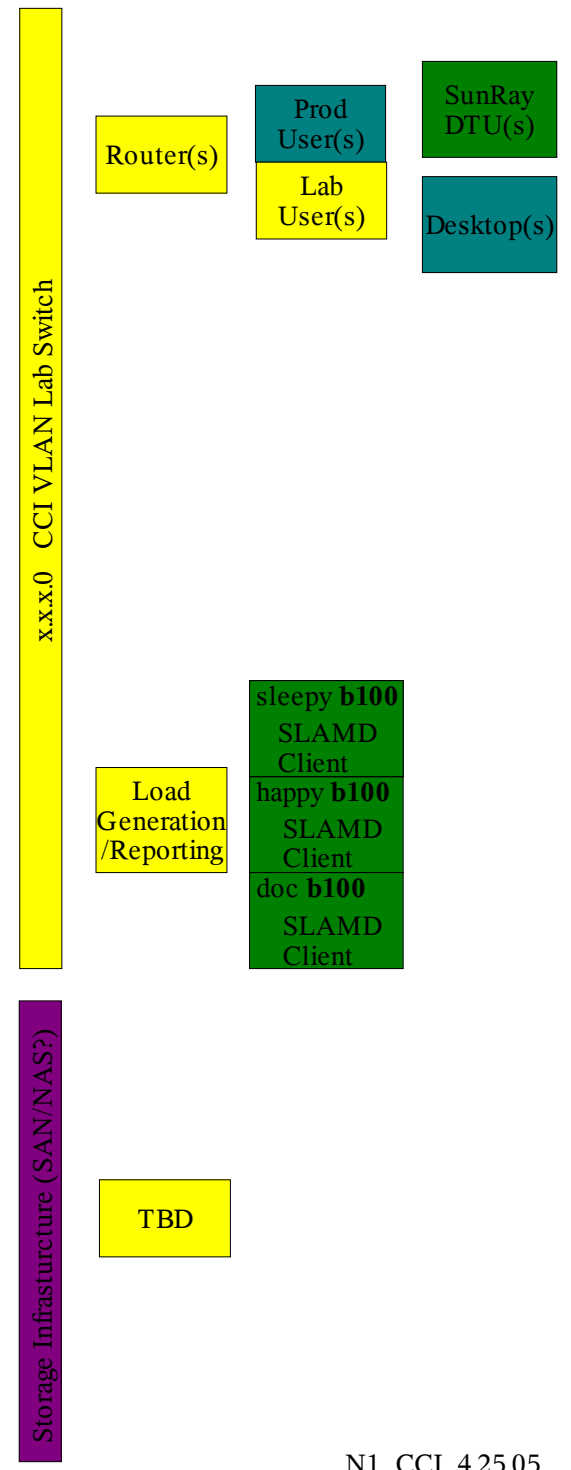 x.x.x.0 CCI VLAN Lab Switch
Router(s)
Prod
User(s)
Lab
User(s)
SunRay
DTU(s)
Desktop(s)
Load
Generation
/Reporting
sleepy b100
SLAMD
Client
happy b100
SLAMD
Client
doc b100
SLAMD
Client
Storage Infrasturcture (SAN/NAS?)
TBD
N1 CCI 4.25.05